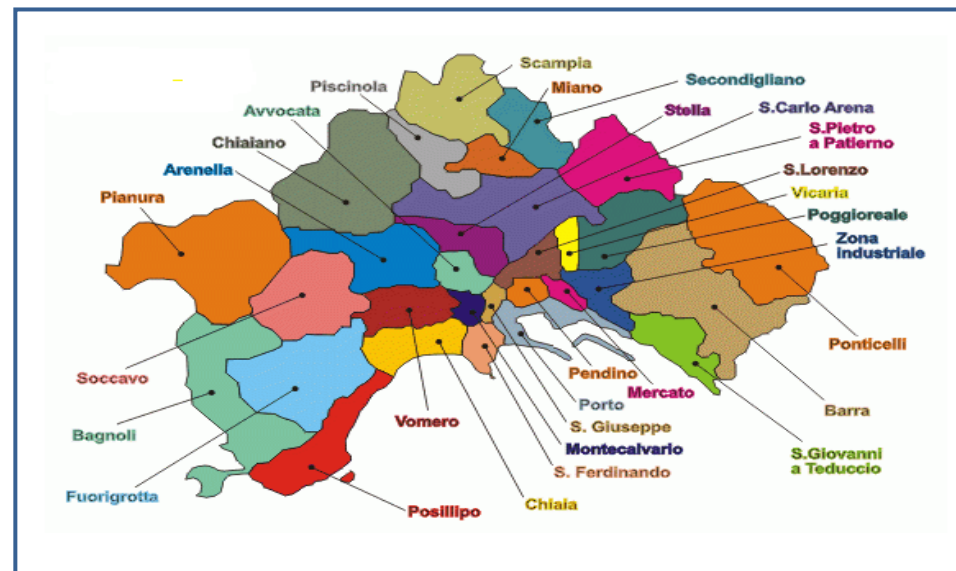 Scampia
Piscinola
Miano
Secondigliano
Avvocata
Stella
S.Carlo Arena
Chiaiano
S.Pietro
a Patierno
Arenella
S.Lorenzo
Pianura
Vicaria
Poggioreale
Zona
industriale
Soccavo
Ponticelli
Pendino
Mercato
Bagnoli
Vomero
Porto
Barra
S. Giuseppe
Montecalvario
S.Giovanni
a Teduccio
S. Ferdinando
Fuorigrotta
Posillipo
Chiaia